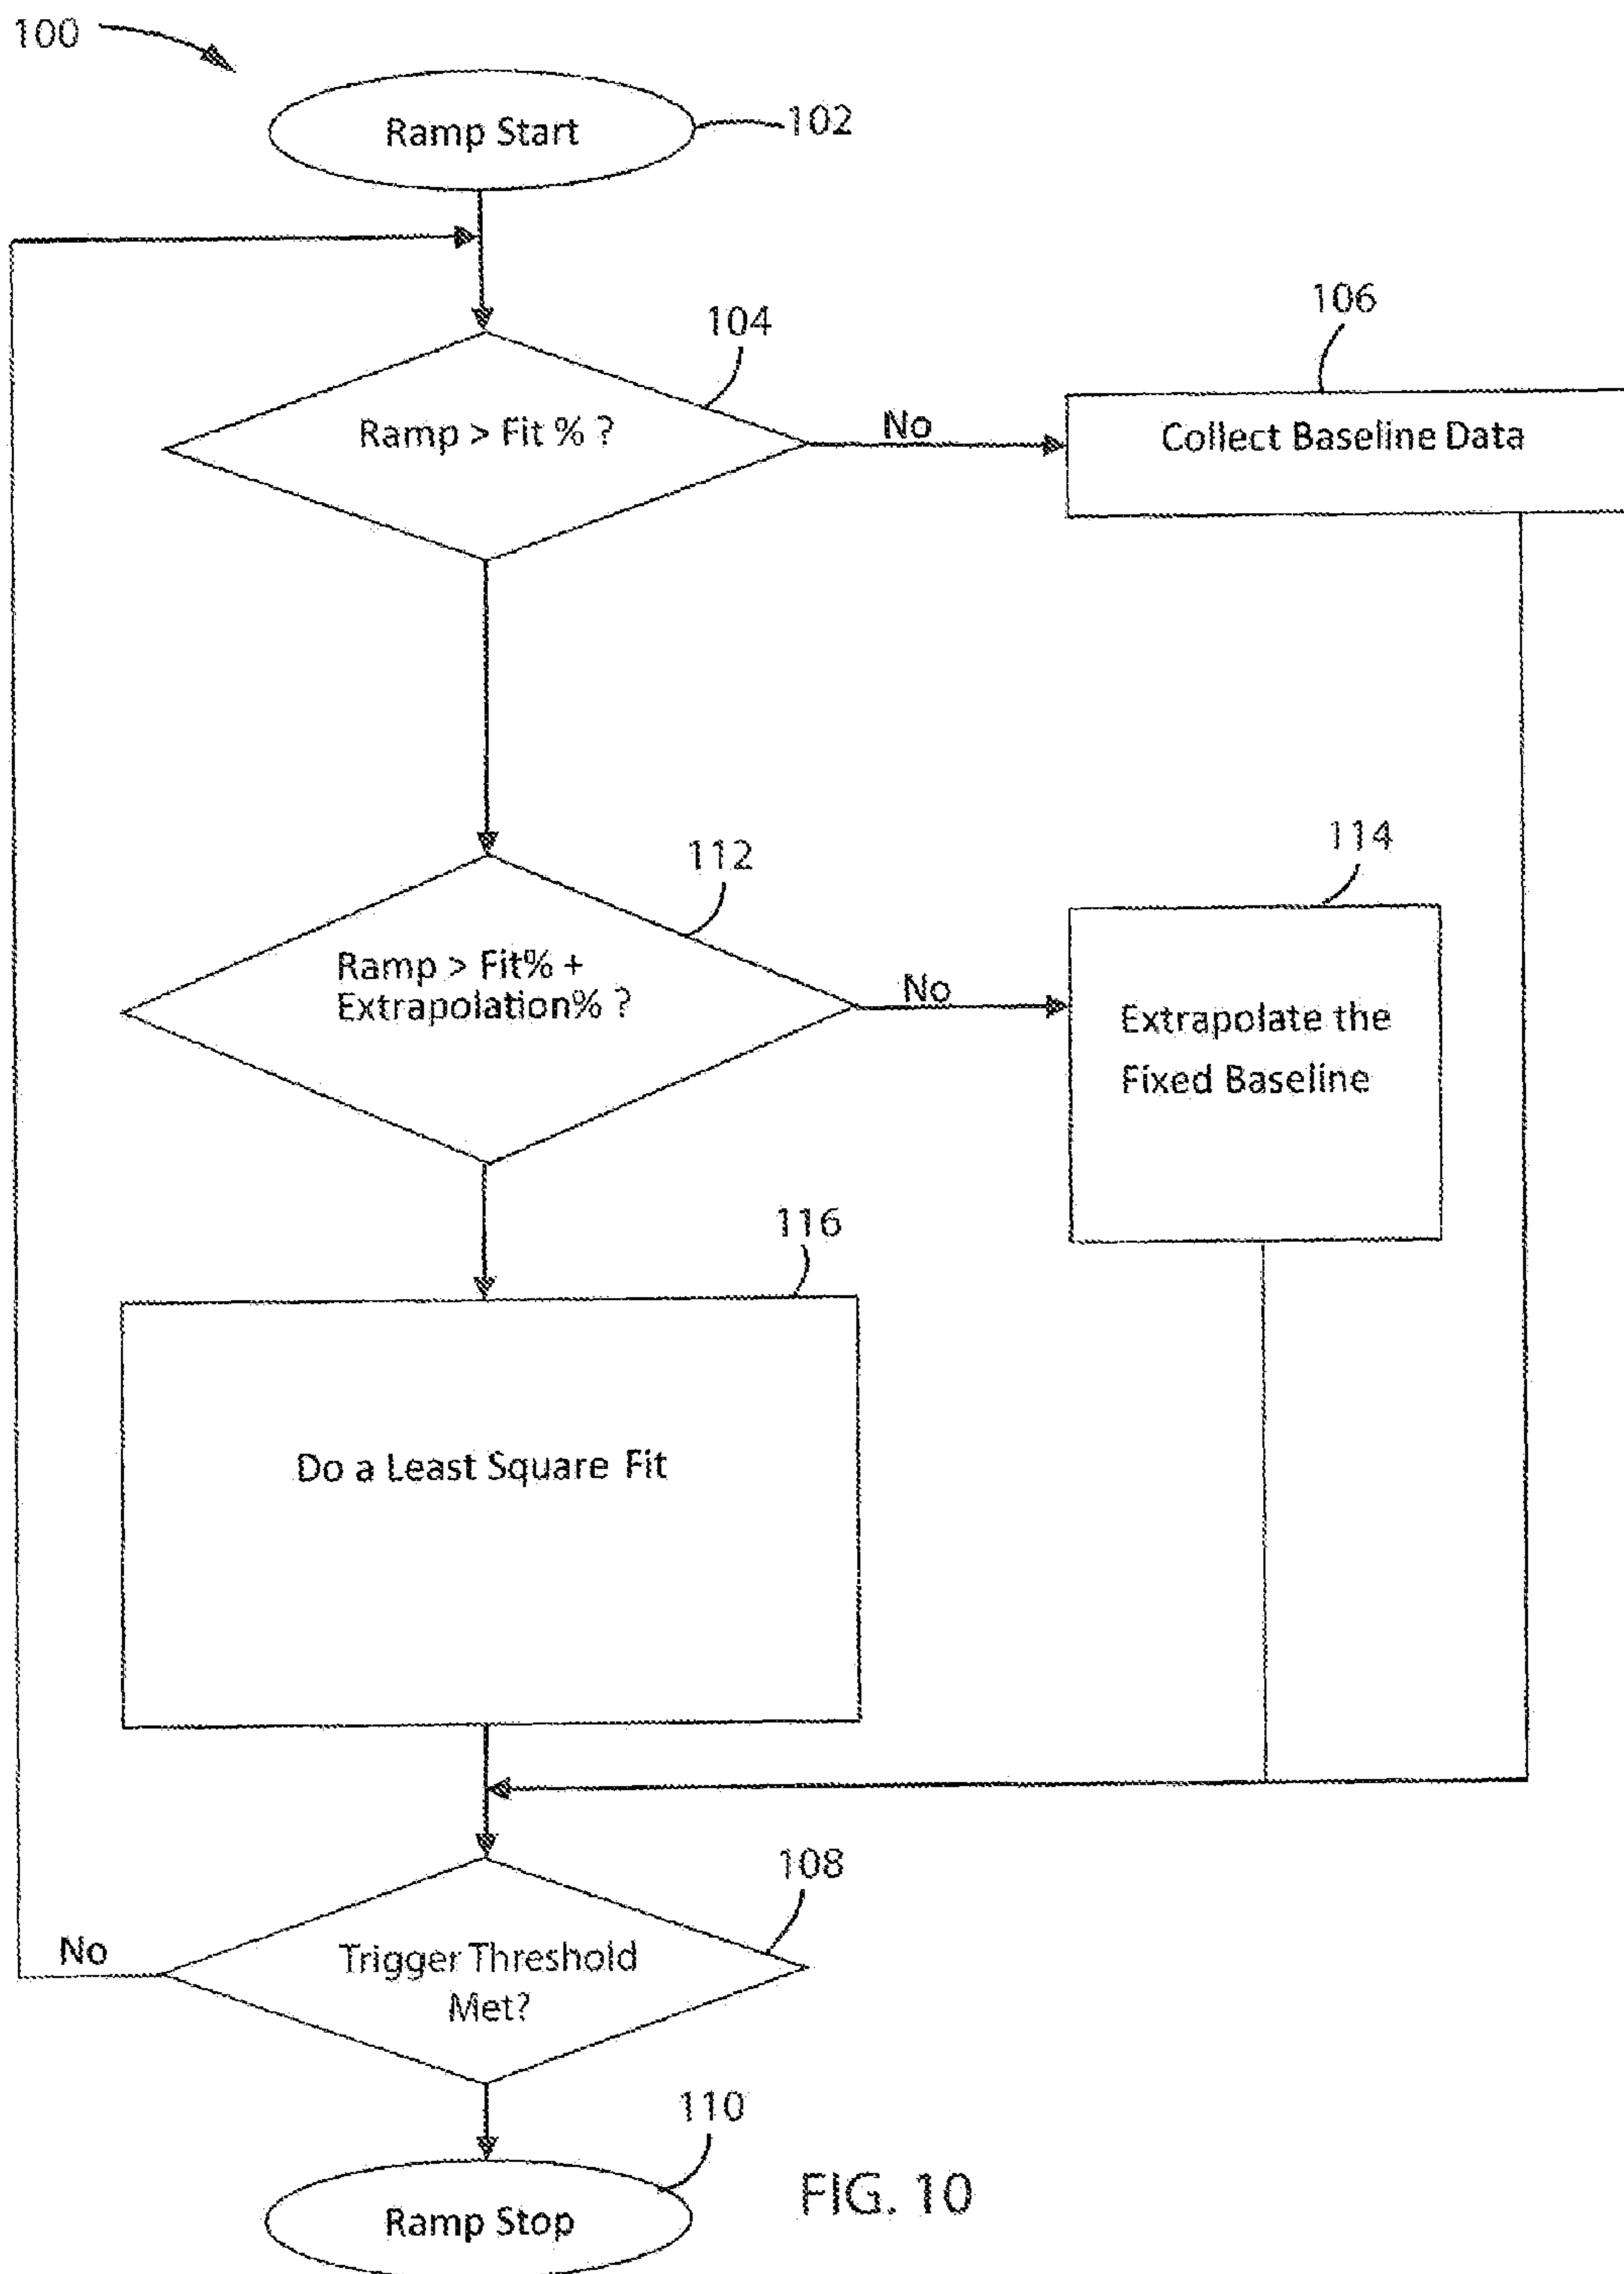 100
Ramp Start
102
104
Ramp > Fit % ?
No
106
Collect Baseline Data
112
Ramp > Fit% +
Extrapolation% ?
No
114
Extrapolate the
Fixed Baseline
116
Do a Least Square Fit
108
Trigger Threshold
Met?
No
110
Ramp Stop
FIG. 10